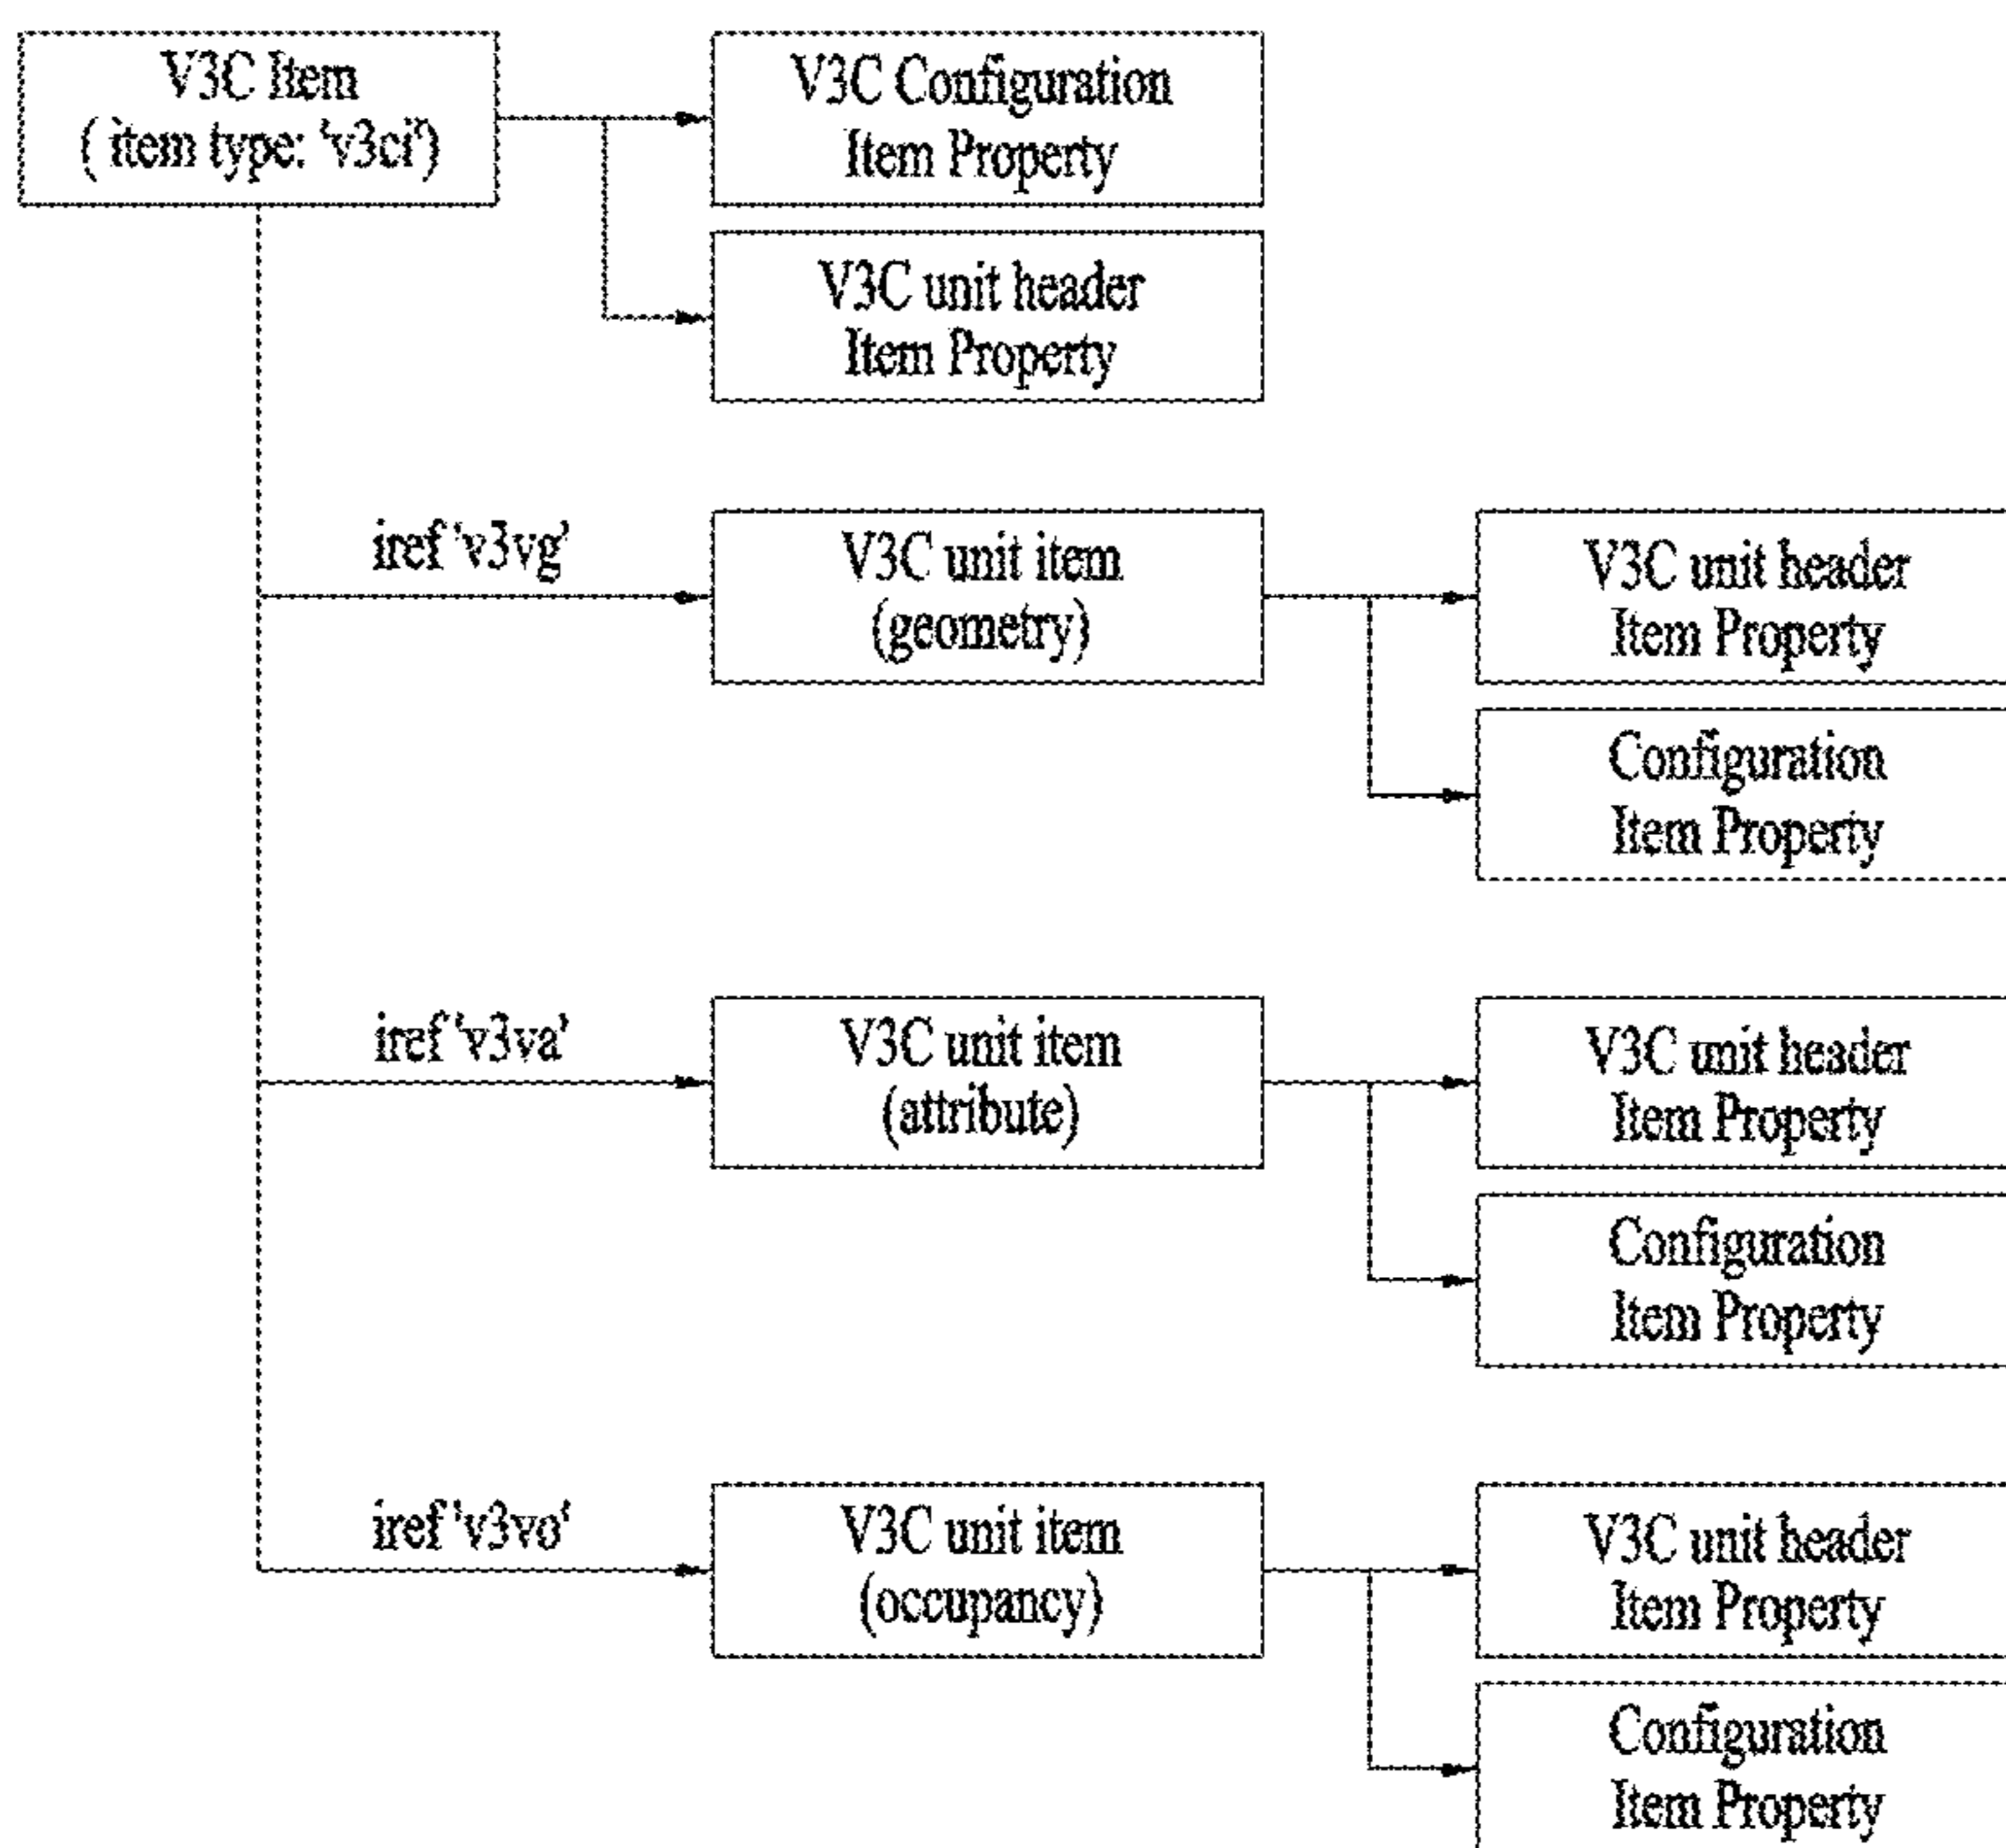 V3C Item
( item type: 'v3ci')
V3C Configuration
Item Property
V3C unit header
Item Property
iref 'v3vg'
V3C unit item
(geometry)
V3C unit header
Item Property
Configuration
Item Property
iref 'v3va'
V3C unit item
(attribute)
V3C unit header
Item Property
Configuration
Item Property
iref 'v3vo'
V3C unit item
(occupancy)
V3C unit header
Item Property
Configuration
Item Property